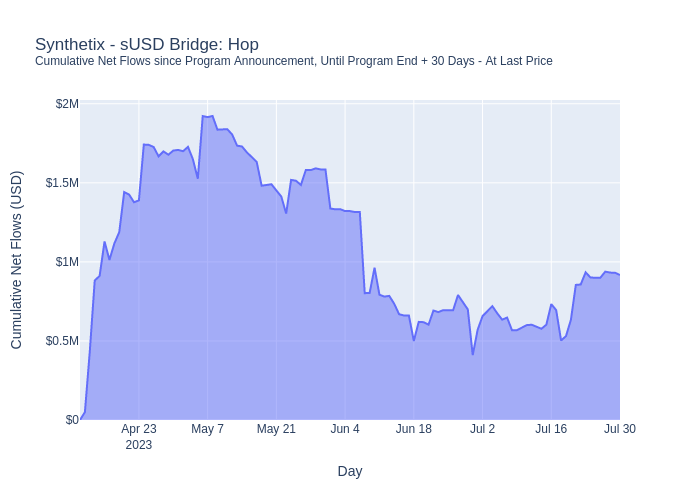 Synthetix - sUSD Bridge: Hop
Cumulative Net Flows since Program Announcement, Until Program End + 30 Days - At Last Price
$2M
$1.5M
$1M
$0.5M
$0
Cumulative Net Flows (USD)
Apr 23
2023
May 7
May 21
Jun 4
Jun 18
Jul 2
Jul 16
Jul 30
Day